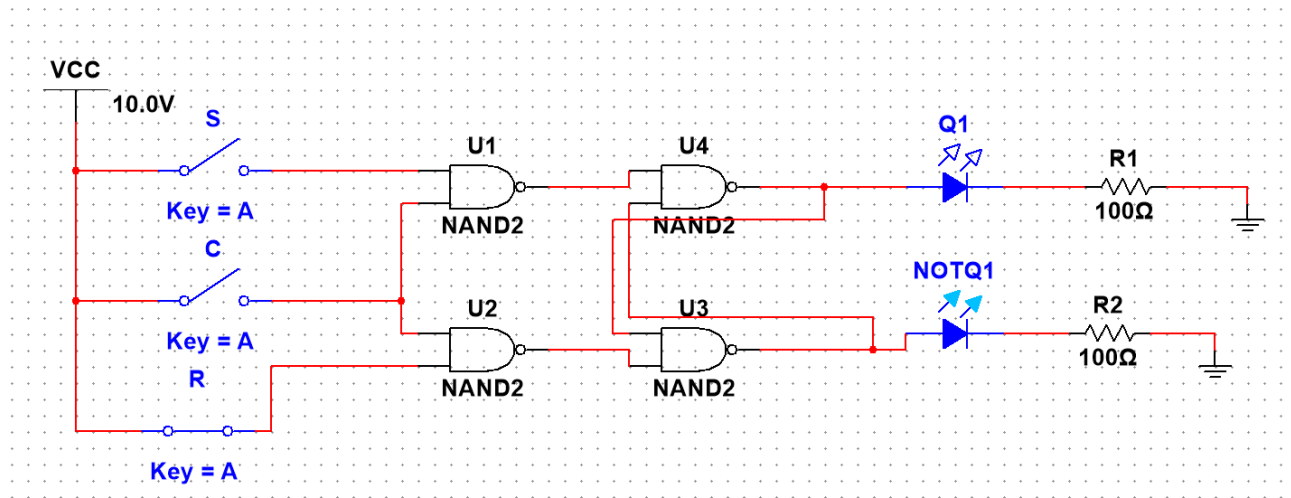 VCC
10.0V
S
Key = A
C
Key = A
R
Key = A
U1
NAND2
U2
NAND2
U4
NAND2
U3
NAND2
Q1
R1
100Ω
NOTQ1
R2
100Ω